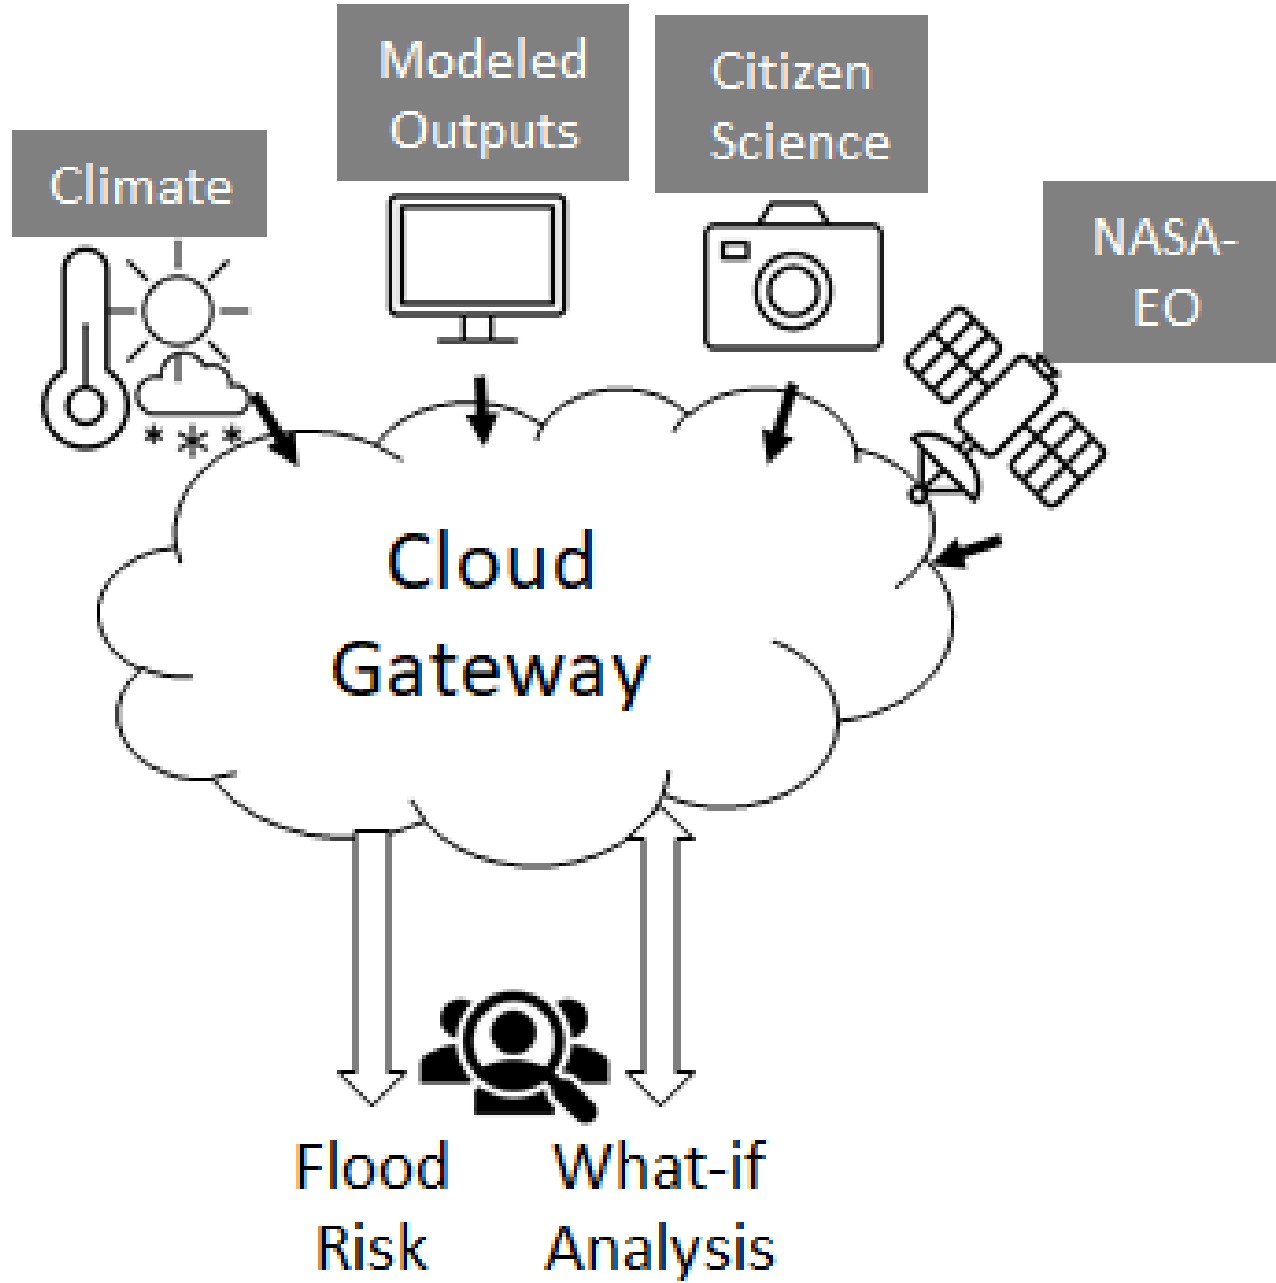 Climate
Modeled
Outputs
Citizen
Science
NASA-
EO
Cloud
Gateway
Flood
Risk
What-if
Analysis